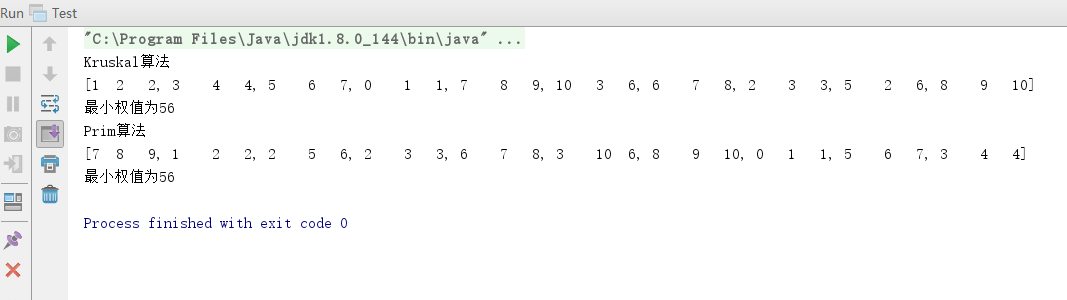 Run Test
"C:\Program Files\Java\jdk1.8.0_144\bin\java" ...
Kruskal算法
[1 2 2, 3 4 4, 5 6 7, 0 1 1, 7 8 9, 10 3 6, 6 7 8, 2 3 3, 5 2 6, 8 9 10]
最小权值为56
Prim算法
[7 8 9, 1 2 2, 2 5 6, 2 3 3, 6 7 8, 3 10 6, 8 9 10, 0 1 1, 5 6 7, 3 4 4]
最小权值为56
Process finished with exit code 0